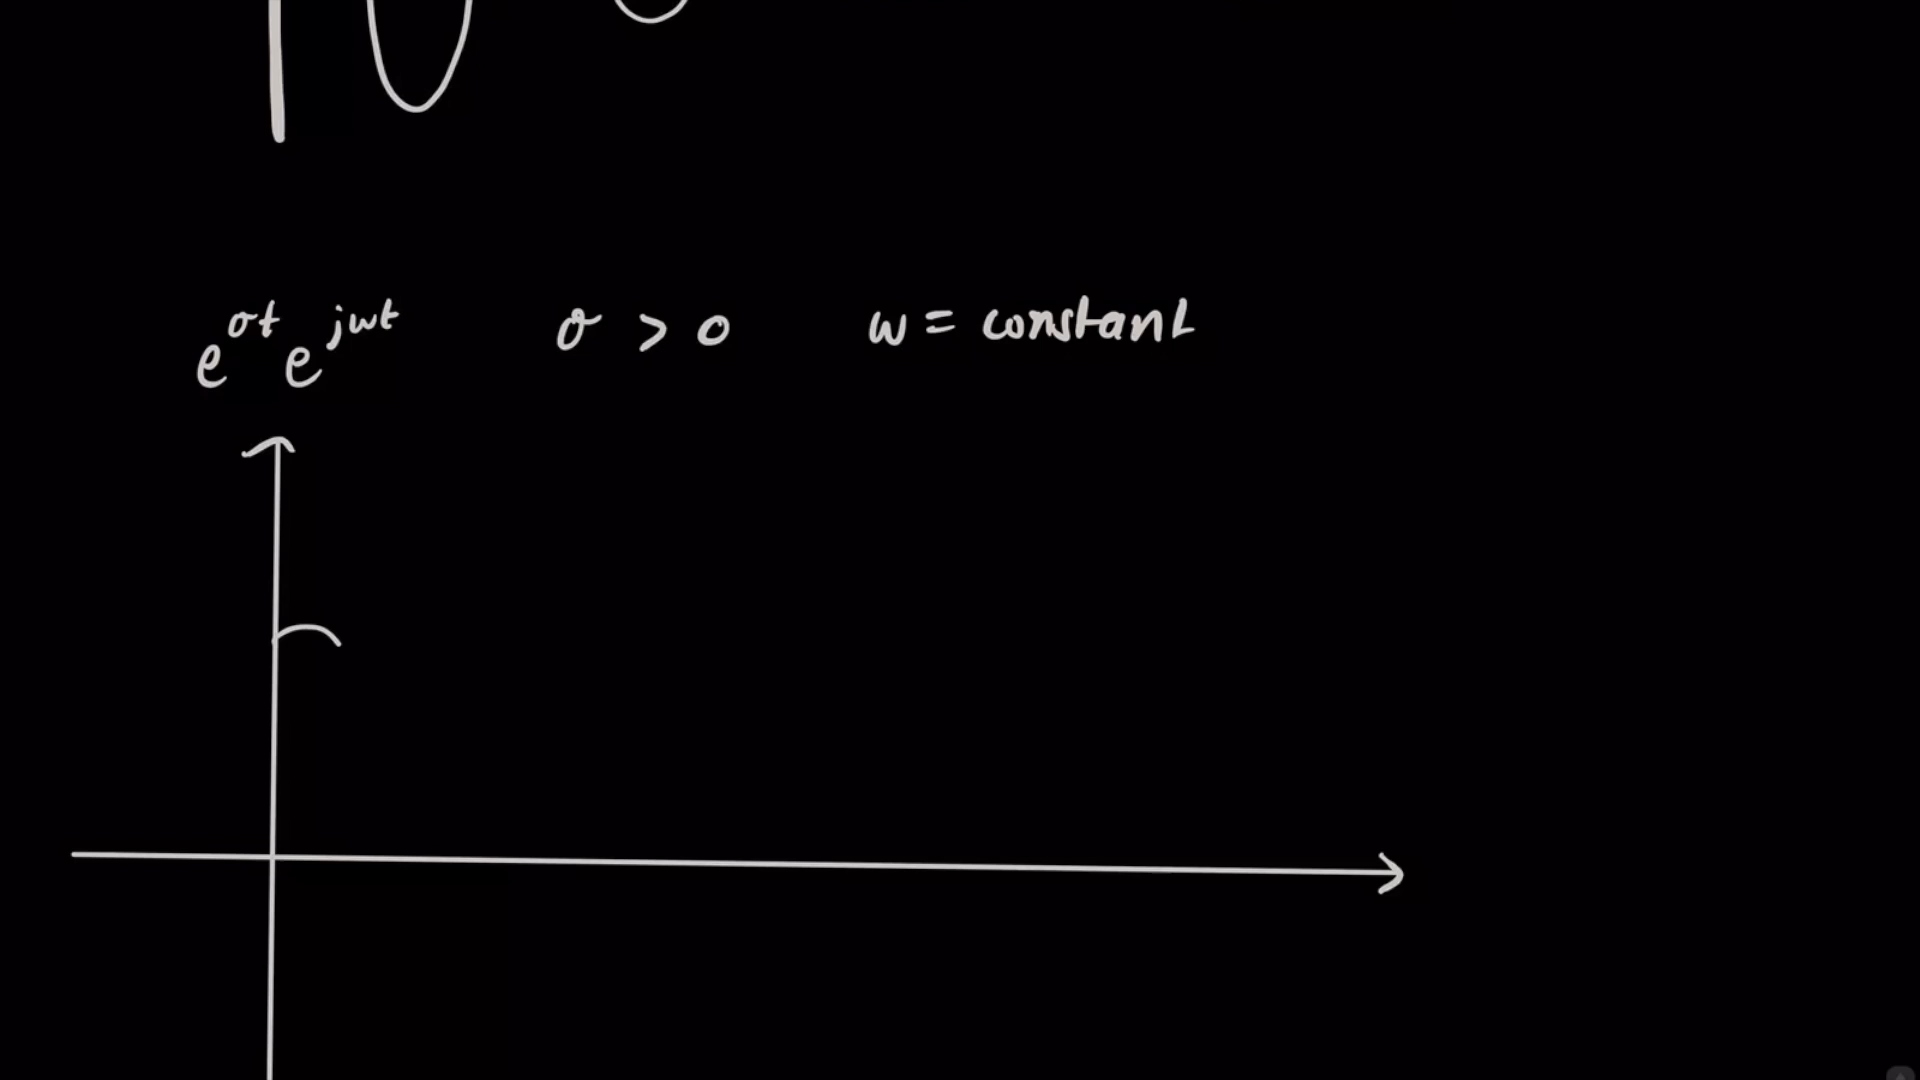 e^σt e^jωt σ > 0 ω = constant